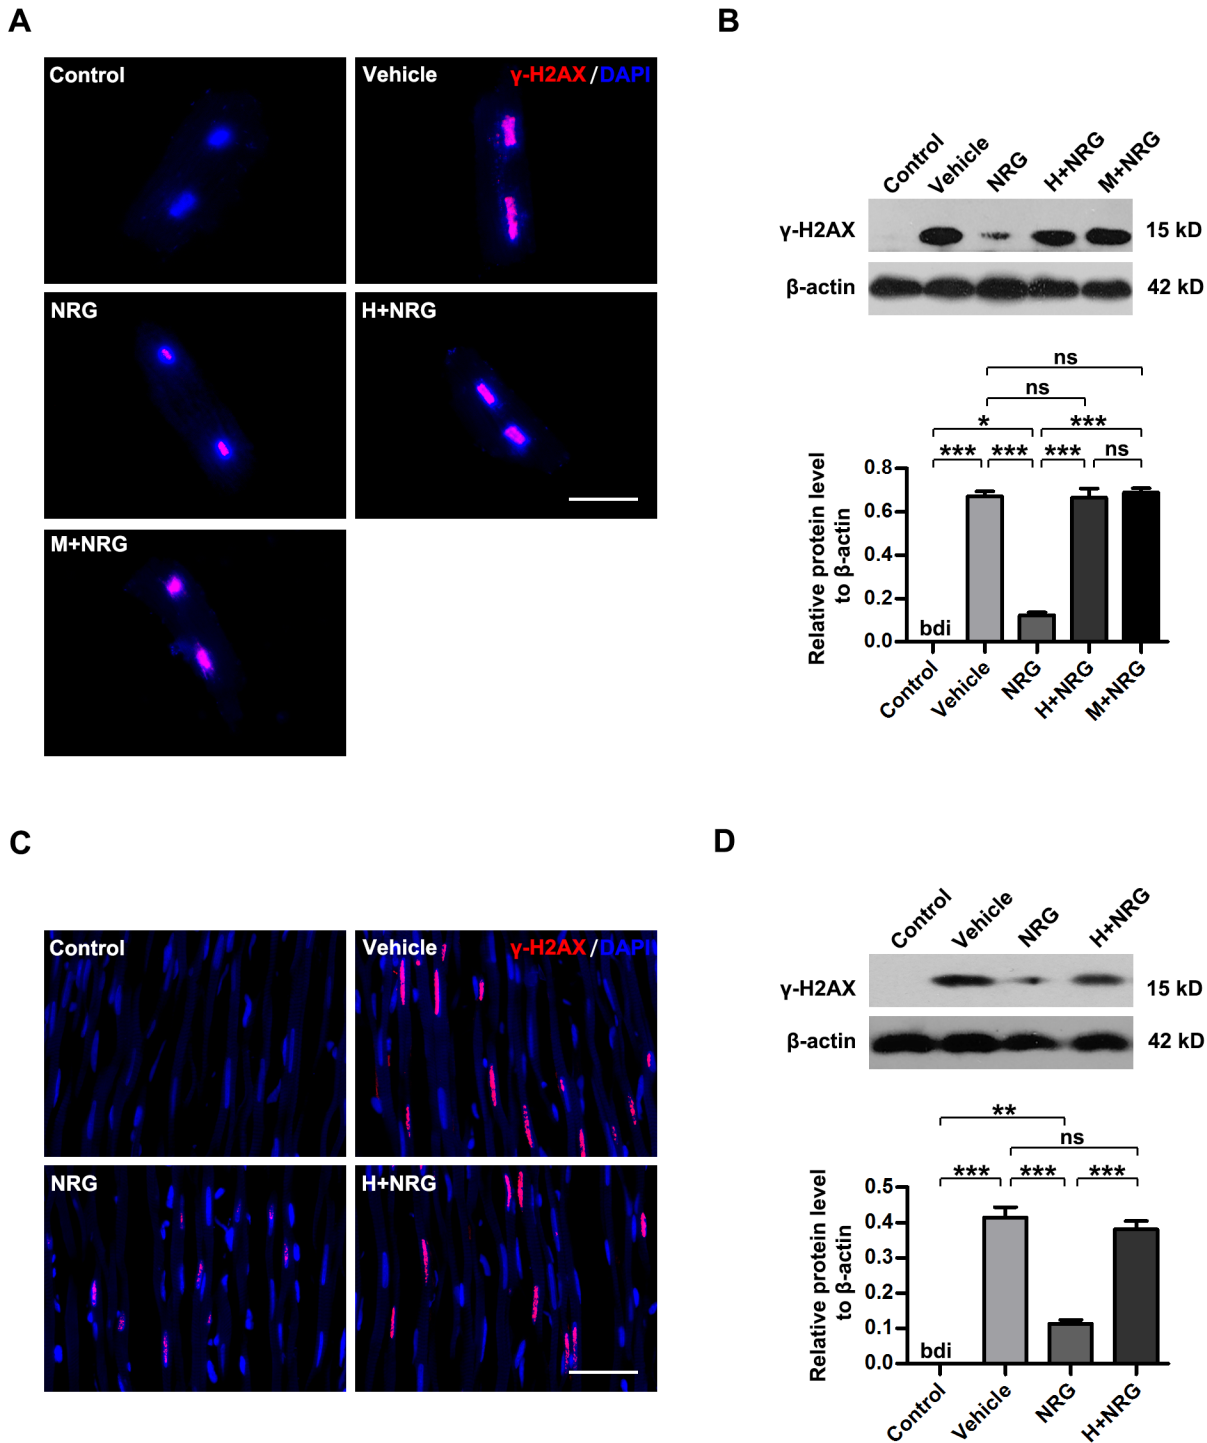 A
Control
Vehicle
γ-H2AX/DAPI
NRG
H+NRG
M+NRG
B
Control
Vehicle
NRG
H+NRG
M+NRG
γ-H2AX
15 kD
β-actin
42 kD
ns
ns
*
***
***
***
***
ns
Relative protein level
to β-actin
0.8
0.6
0.4
0.2
0.0
bdi
Control
Vehicle
NRG
H+NRG
M+NRG
C
Control
Vehicle
γ-H2AX/DAPI
NRG
H+NRG
D
Control
Vehicle
NRG
H+NRG
γ-H2AX
15 kD
β-actin
42 kD
**
ns
***
***
***
Relative protein level
to β-actin
0.5
0.4
0.3
0.2
0.1
0.0
bdi
Control
Vehicle
NRG
H+NRG